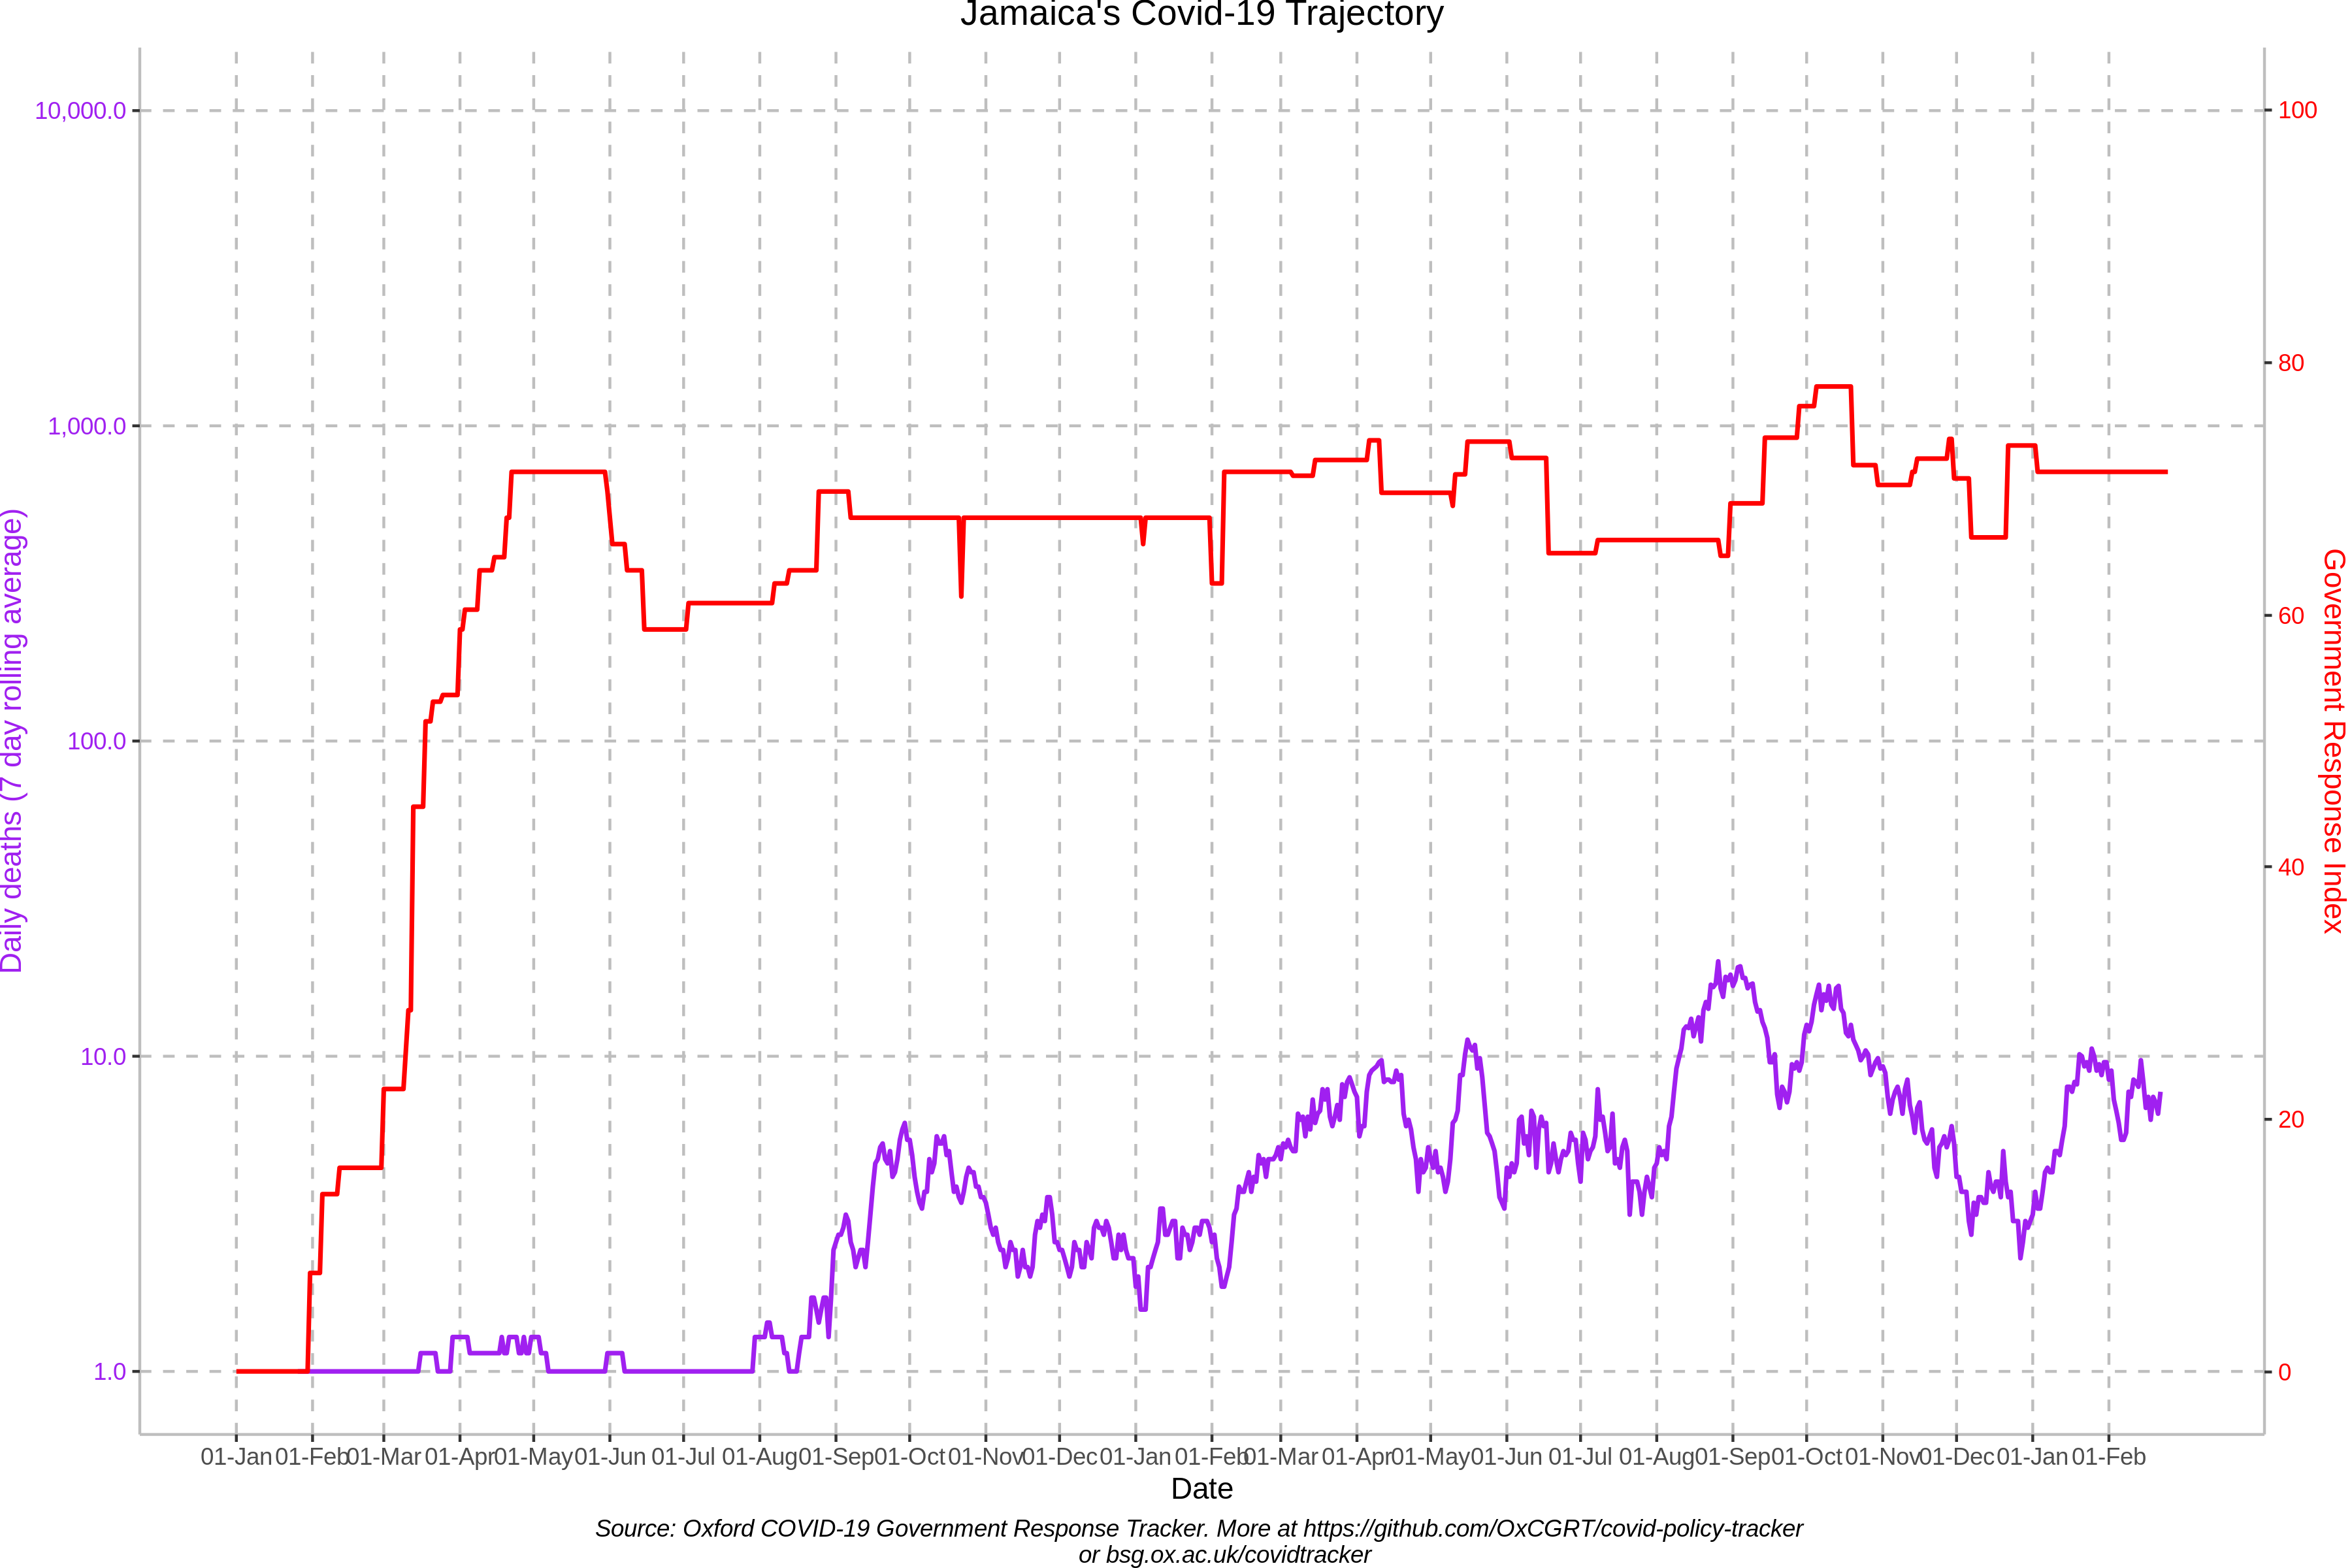 Jamaica's Covid-19 Trajectory
10,000.0
1,000.0
100.0
10.0
1.0
Daily deaths (7 day rolling average)
100
80
60
40
20
0
Government Response Index
01-Jan 01-Feb 01-Mar 01-Apr 01-May 01-Jun 01-Jul 01-Aug 01-Sep 01-Oct 01-Nov 01-Dec 01-Jan 01-Feb 01-Mar 01-Apr 01-May 01-Jun 01-Jul 01-Aug 01-Sep 01-Oct 01-Nov 01-Dec 01-Jan 01-Feb
Date
Source: Oxford COVID-19 Government Response Tracker. More at https://github.com/OxCGRT/covid-policy-tracker
or bsg.ox.ac.uk/covidtracker